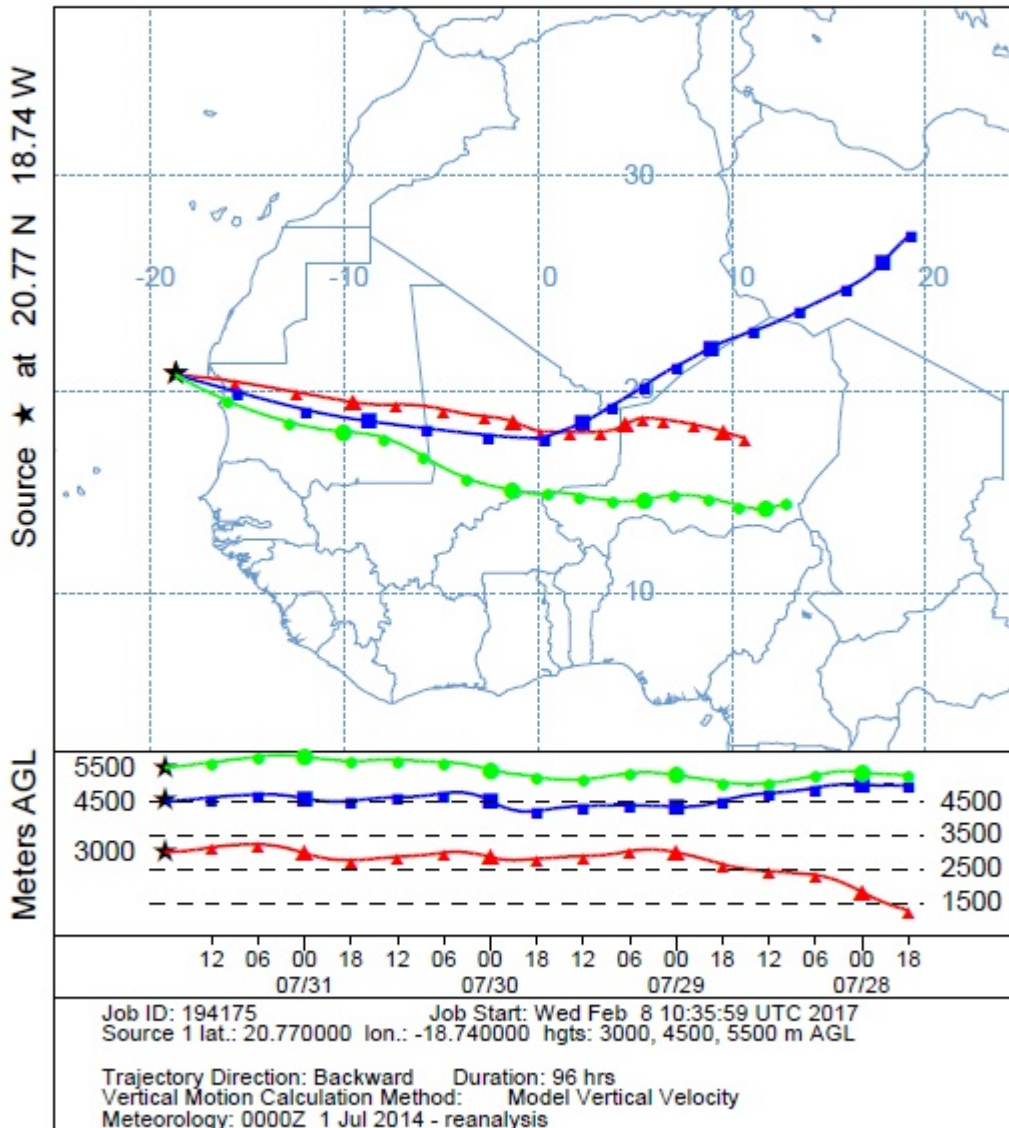 Source ★ at 20.77 N 18.74 W
30
-20
-10
0
10
20
20
10
Meters AGL
5500
4500
4500
3500
3000
2500
1500
12 06 00 18 12 06 00 18 12 06 00 18 12 06 00 18
07/31 07/30 07/29 07/28
Job ID: 194175 Job Start: Wed Feb 8 10:35:59 UTC 2017
Source 1 lat.: 20.770000 lon.: -18.740000 hgts: 3000, 4500, 5500 m AGL
Trajectory Direction: Backward Duration: 96 hrs
Vertical Motion Calculation Method: Model Vertical Velocity
Meteorology: 0000Z 1 Jul 2014 - reanalysis